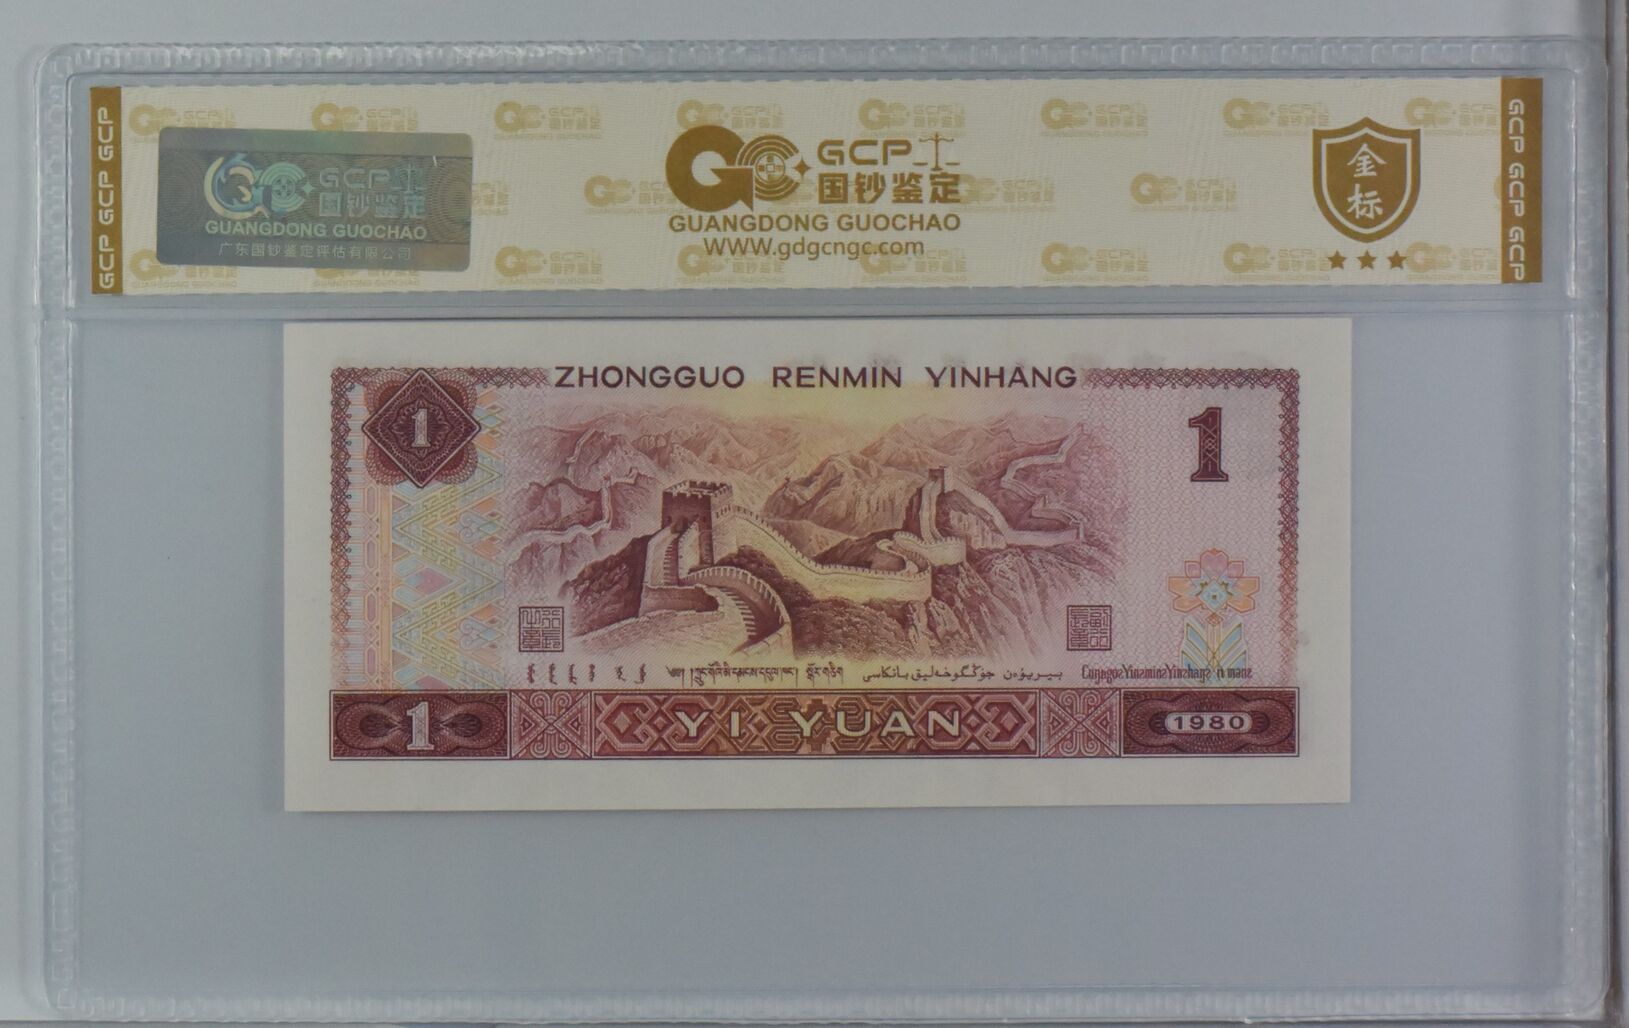 GCP GCP GCP
GCP
国钞鉴定
GUANGDONG GUOCHAO
广东国钞鉴定评估有限公司
GCP
国钞鉴定
GUANGDONG GUOCHAO
WWW.gdgcngc.com
金标
GCP GCP GCP
ZHONGGUO RENMIN YINHANG
1
1
YI YUAN
1
1980